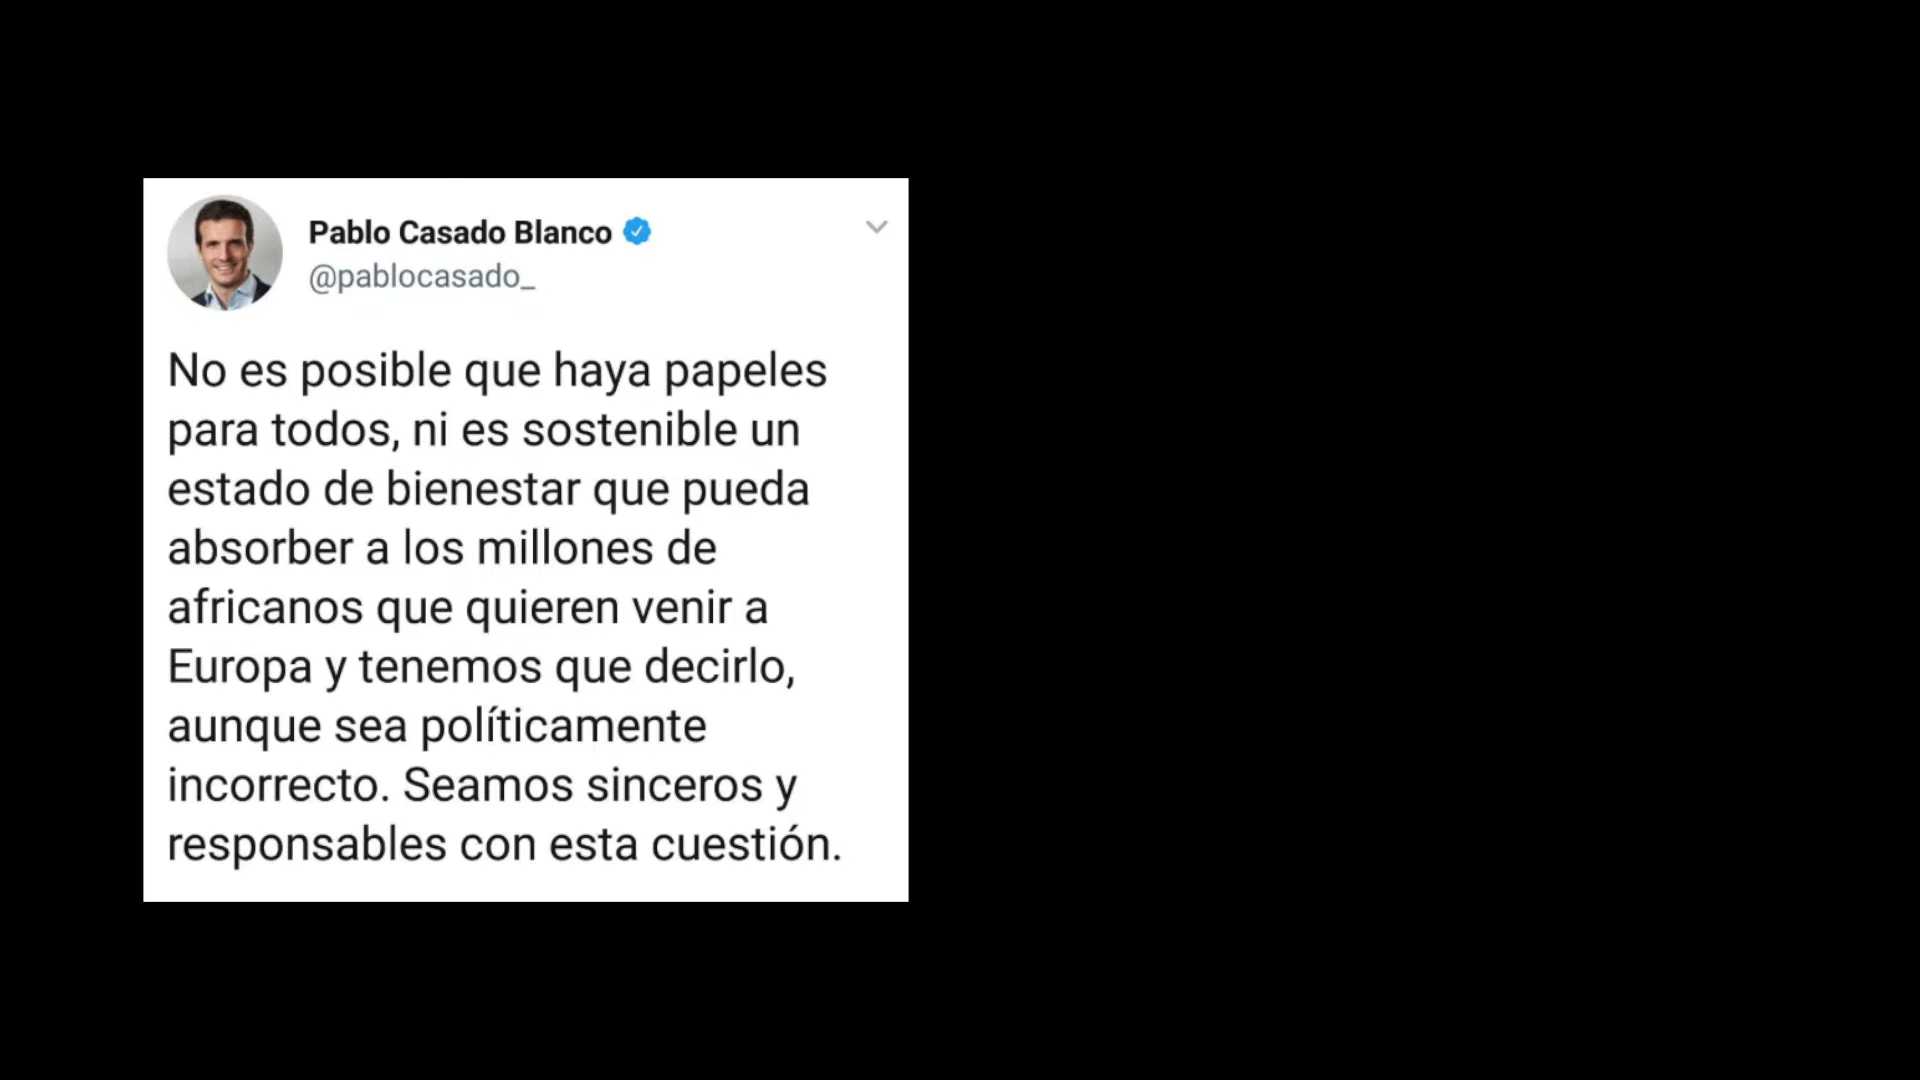 Pablo Casado Blanco
@pablocasado_
No es posible que haya papeles
para todos, ni es sostenible un
estado de bienestar que pueda
absorber a los millones de
africanos que quieren venir a
Europa y tenemos que decirlo,
aunque sea políticamente
incorrecto. Seamos sinceros y
responsables con esta cuestión.